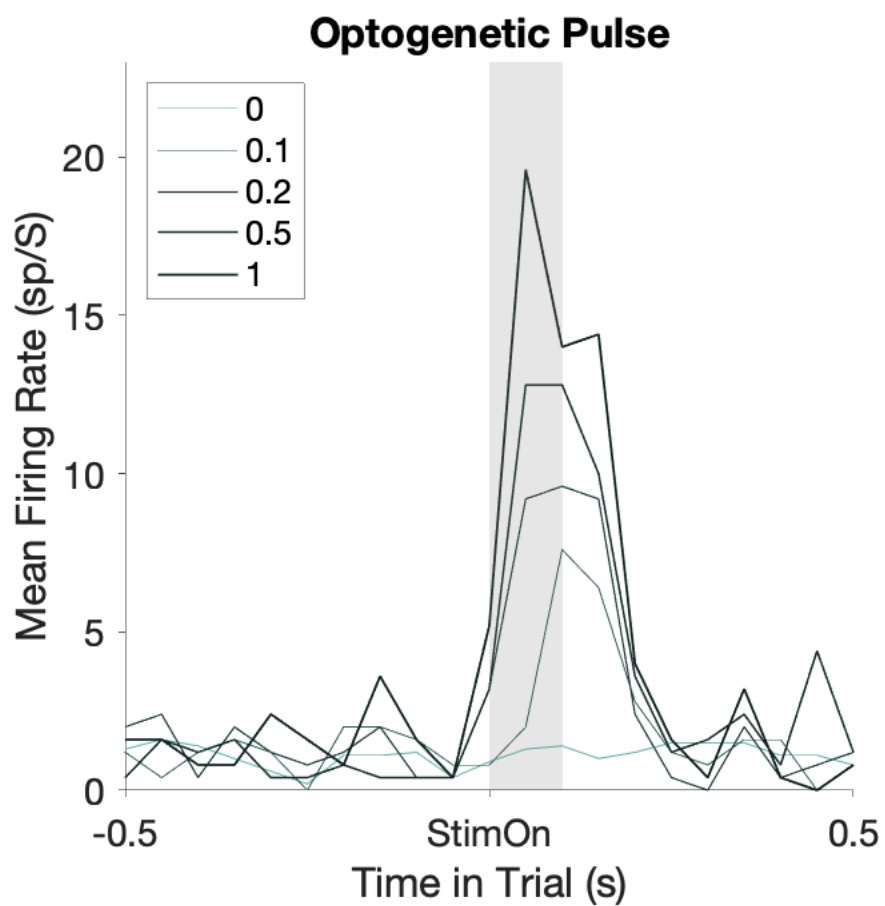 Optogenetic Pulse
0
0.1
0.2
0.5
1
20
15
10
5
0
Mean Firing Rate (sp/S)
-0.5 StimOn 0.5
Time in Trial (s)